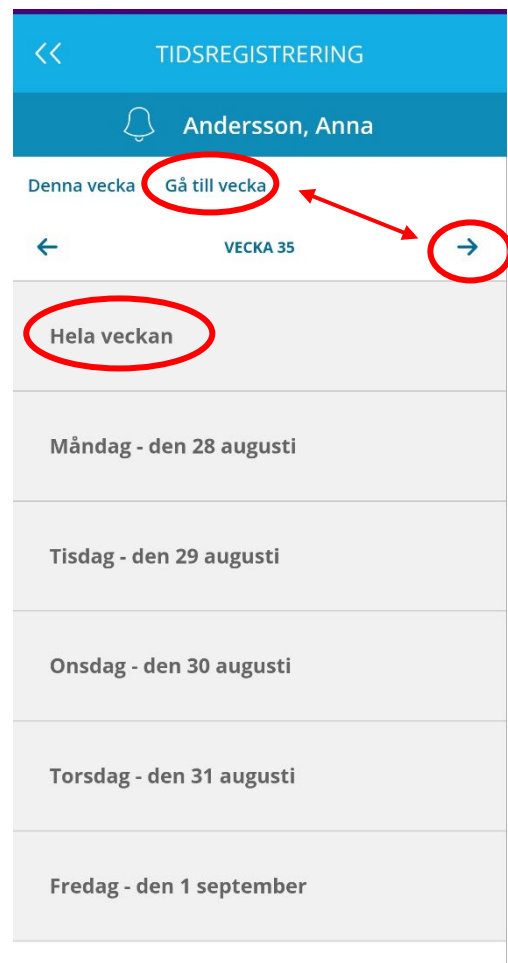 TIDSREGISTRERING
Andersson, Anna
Denna vecka Gå till vecka
VECKA 35
Hela veckan
Måndag - den 28 augusti
Tisdag - den 29 augusti
Onsdag - den 30 augusti
Torsdag - den 31 augusti
Fredag - den 1 september